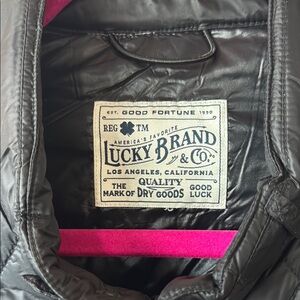 EST. GOOD FORTUNE 1990
REG TM
AMERICA'S FAVORITE
LUCKY BRAND
& CO.
LOS ANGELES, CALIFORNIA
THE MARK OF QUALITY DRY GOODS GOOD LUCK